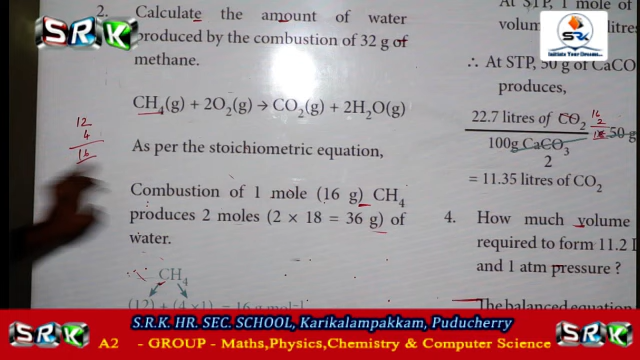 2. Calculate the amount of water
produced by the combustion of 32 g of
methane.
CH4(g) + 2O2(g) → CO2(g) + 2H2O(g)
12
4
16
As per the stoichiometric equation,
Combustion of 1 mole (16 g) CH4
produces 2 moles (2 × 18 = 36 g) of
water.
CH4
(12) + (4 ×1) = 16 g mol–1
At STP, 1 mole of
∴ At STP, 50 g of CaCO
produces,
22.7 litres of CO2
100g CaCO3
50 g
2
= 11.35 litres of CO2
4. How much volume
required to form 11.2 L
and 1 atm pressure ?
The balanced equation
SRK
SRK
S.R.K. HR. SEC. SCHOOL, Karikalampakkam, Puducherry
A2 - GROUP - Maths,Physics,Chemistry & Computer Science
SRK